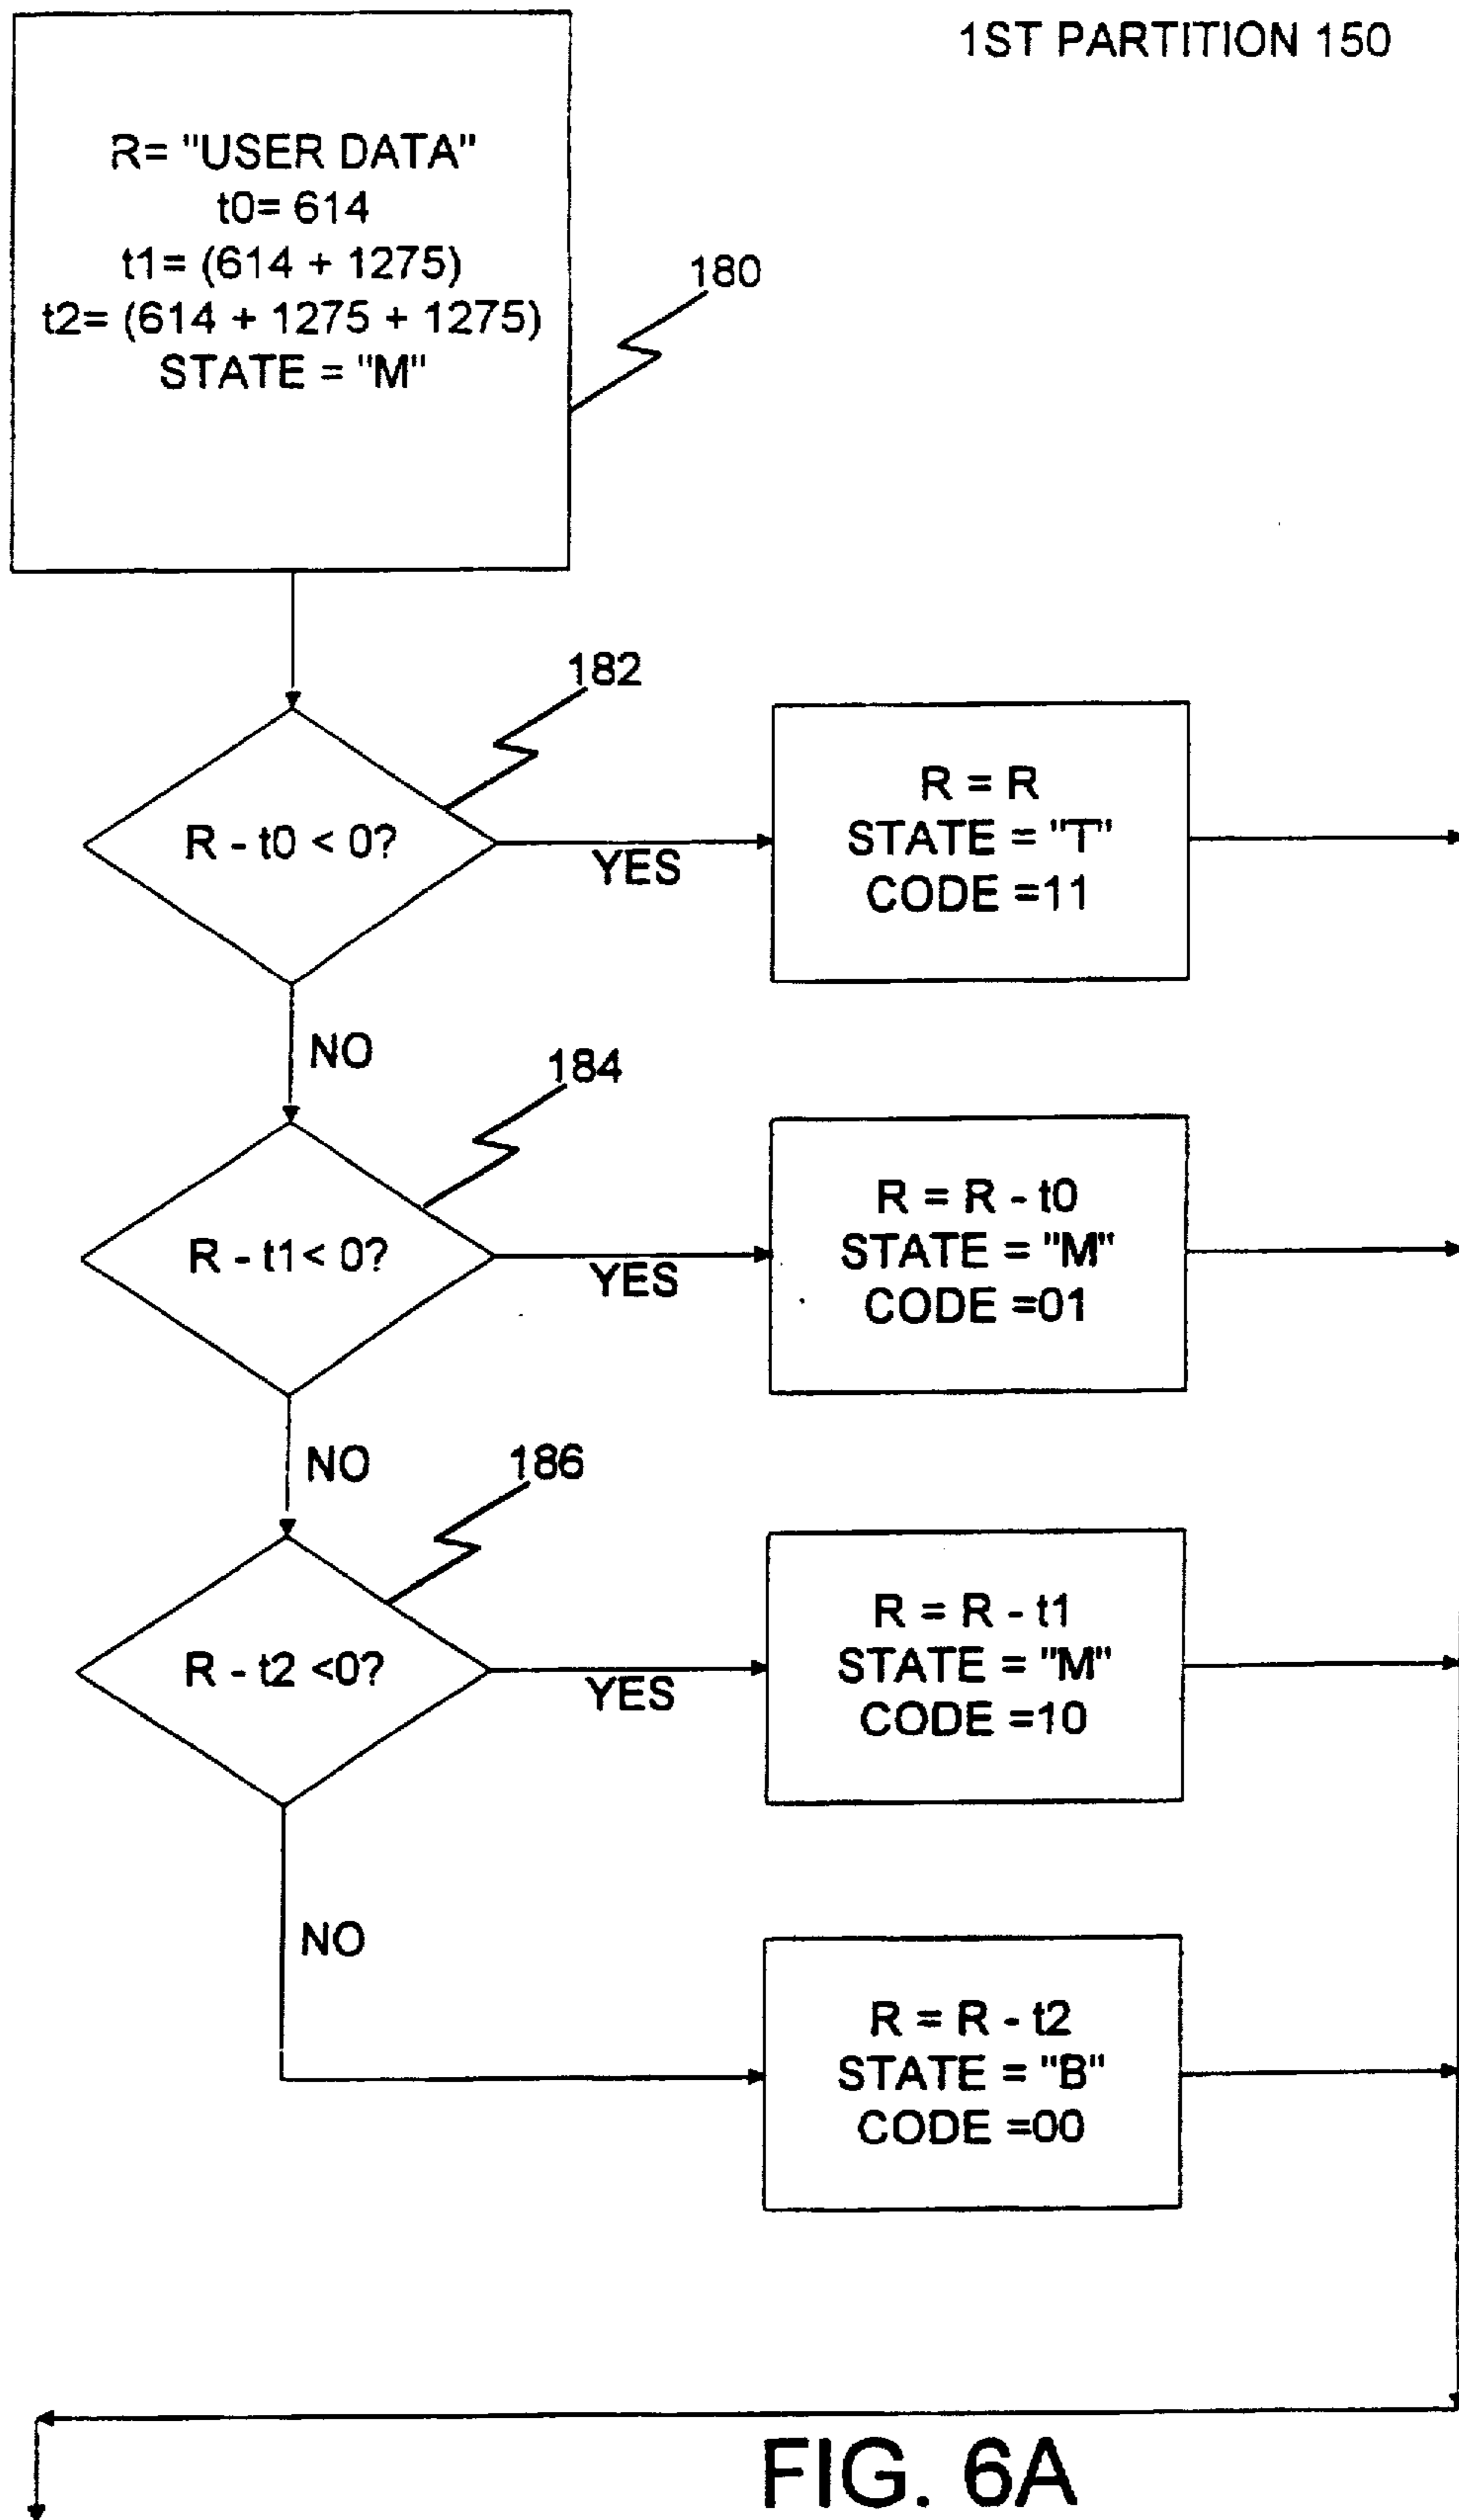 1ST PARTITION 150
R= "USER DATA"
t0= 614
t1= (614 + 1275)
t2= (614 + 1275 + 1275)
STATE = "M"
180
182
R - t0 < 0?
YES
R = R
STATE = "T"
CODE =11
NO
184
R - t1< 0?
YES
R = R - t0
STATE = "M"
CODE =01
NO
186
R - t2 <0?
YES
R = R - t1
STATE = "M"
CODE =10
NO
R = R - t2
STATE = "B"
CODE =00
FIG. 6A